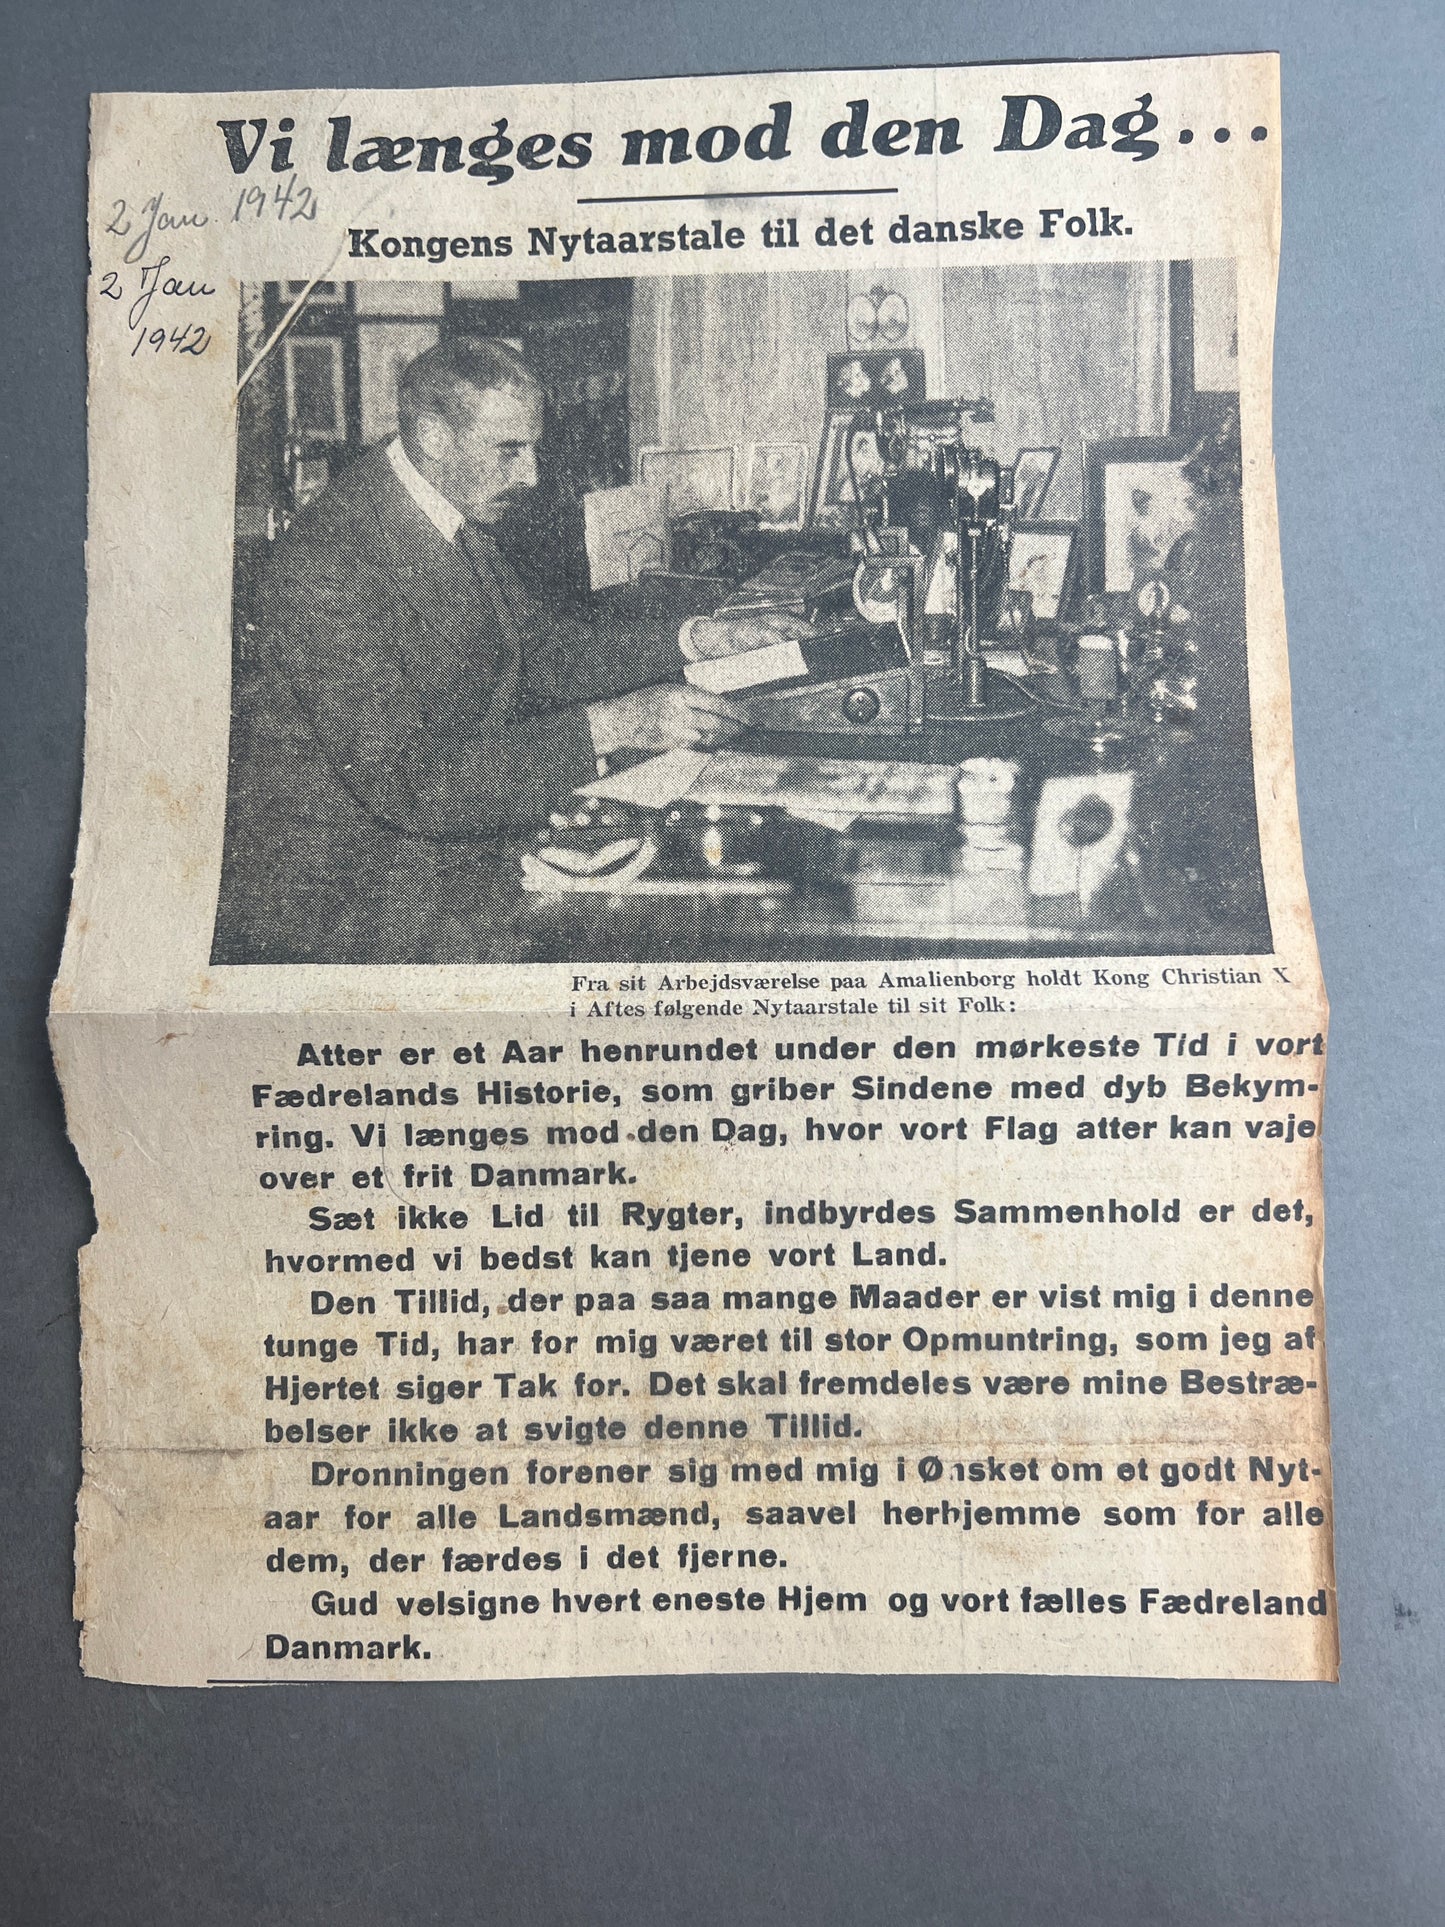 Vi længes mod den Dag...
2 Jan. 1942
2 Jan
1942
Kongens Nytaarstale til det danske Folk.
Fra sit Arbejdsværelse paa Amalienborg holdt Kong Christian X
i Aftes følgende Nytaarstale til sit Folk:
Atter er et Aar henrundet under den mørkeste Tid i vort
Fædrelands Historie, som griber Sindene med dyb Bekym-
ring. Vi længes mod den Dag, hvor vort Flag atter kan vaje
over et frit Danmark.
Sæt ikke Lid til Rygter, indbyrdes Sammenhold er det,
hvormed vi bedst kan tjene vort Land.
Den Tillid, der paa saa mange Maader er vist mig i denne
tunge Tid, har for mig været til stor Opmuntring, som jeg af
Hjertet siger Tak for. Det skal fremdeles være mine Bestræ-
belser ikke at svigte denne Tillid.
Dronningen forener sig med mig i Ønsket om et godt Nyt-
aar for alle Landsmænd, saavel herhjemme som for alle
dem, der færdes i det fjerne.
Gud velsigne hvert eneste Hjem og vort fælles Fædreland
Danmark.